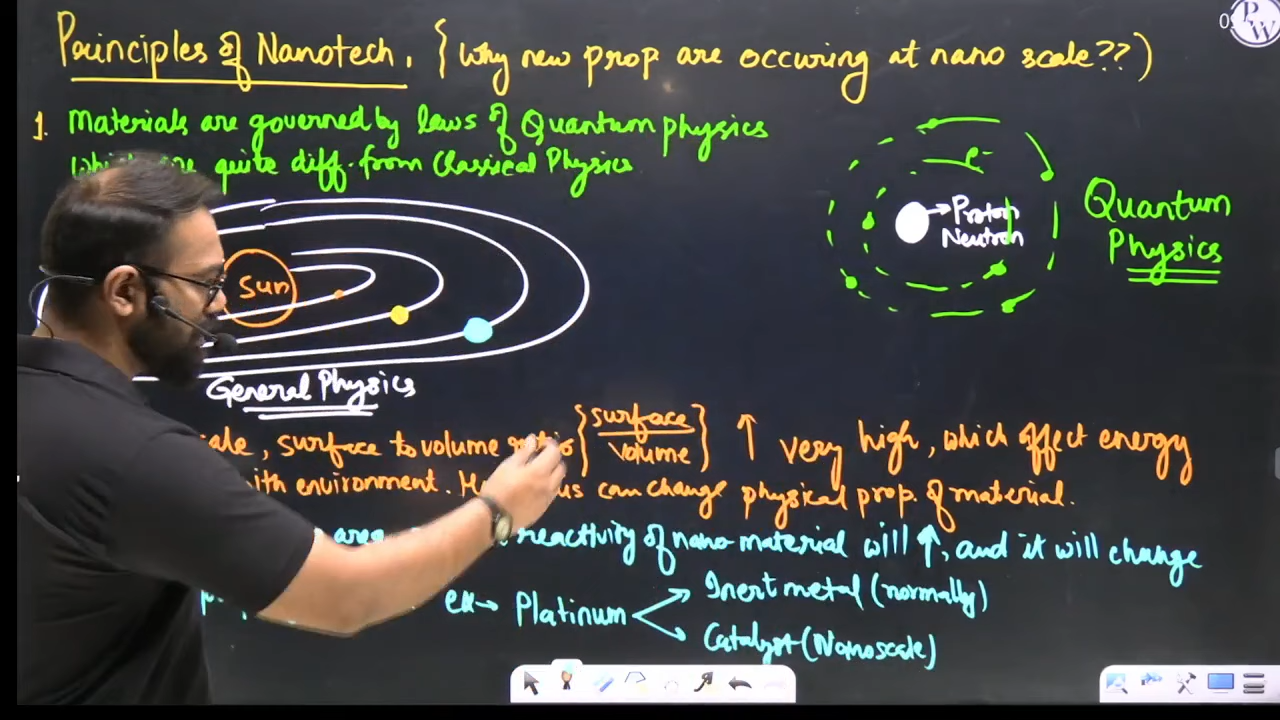 Principles of Nanotech. { Why new prop are occuring at nano scale??)
PW
1. Materials are governed by laws of Quantum physics
quite diff. from Classical Physics
e-
Proton
Neutron
Quantum
Physics
Sun
General Physics
surface to volume ratio { surface / volume } ↑ very high, which affect energy
with environment. can change physical prop. of material.
area reactivity of nano material will ↑, and it will change
ex→ Platinum
Inert metal (normally)
Catalyst (Nanoscale)